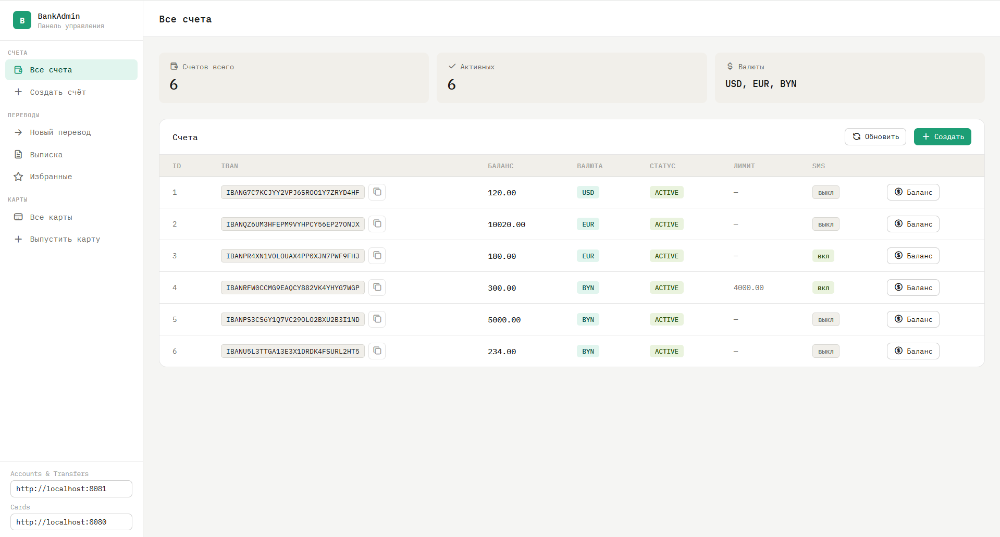 B
BankAdmin
Панель управления
СЧЕТА
Все счета
Создать счёт
ПЕРЕВОДЫ
Новый перевод
Выписка
Избранные
КАРТЫ
Все карты
Выпустить карту
Accounts & Transfers
http://localhost:8081
Cards
http://localhost:8080
Все счета
Счетов всего
6
Активных
6
Валюты
USD, EUR, BYN
Счета
Обновить
Создать
ID IBAN БАЛАНС ВАЛЮТА СТАТУС ЛИМИТ SMS
1 IBANG7C7KCJYY2VPJ6SROO1Y7ZRYD4HF 120.00 USD ACTIVE — выкл Баланс
2 IBANQZ6UM3HFEPM9VYHPCY56EP27ONJX 10020.00 EUR ACTIVE — выкл Баланс
3 IBANPR4XN1VOLOUAX4PP0XJN7PWF9FHJ 180.00 EUR ACTIVE — вкл Баланс
4 IBANRFW0CCMG9EAQCY882VK4YHYG7WGP 300.00 BYN ACTIVE 4000.00 вкл Баланс
5 IBANPS3CS6Y1Q7VC29OLO2BXU2B3I1ND 5000.00 BYN ACTIVE — выкл Баланс
6 IBANU5L3TTGA13E3X1DRDK4FSURL2HT5 234.00 BYN ACTIVE — выкл Баланс